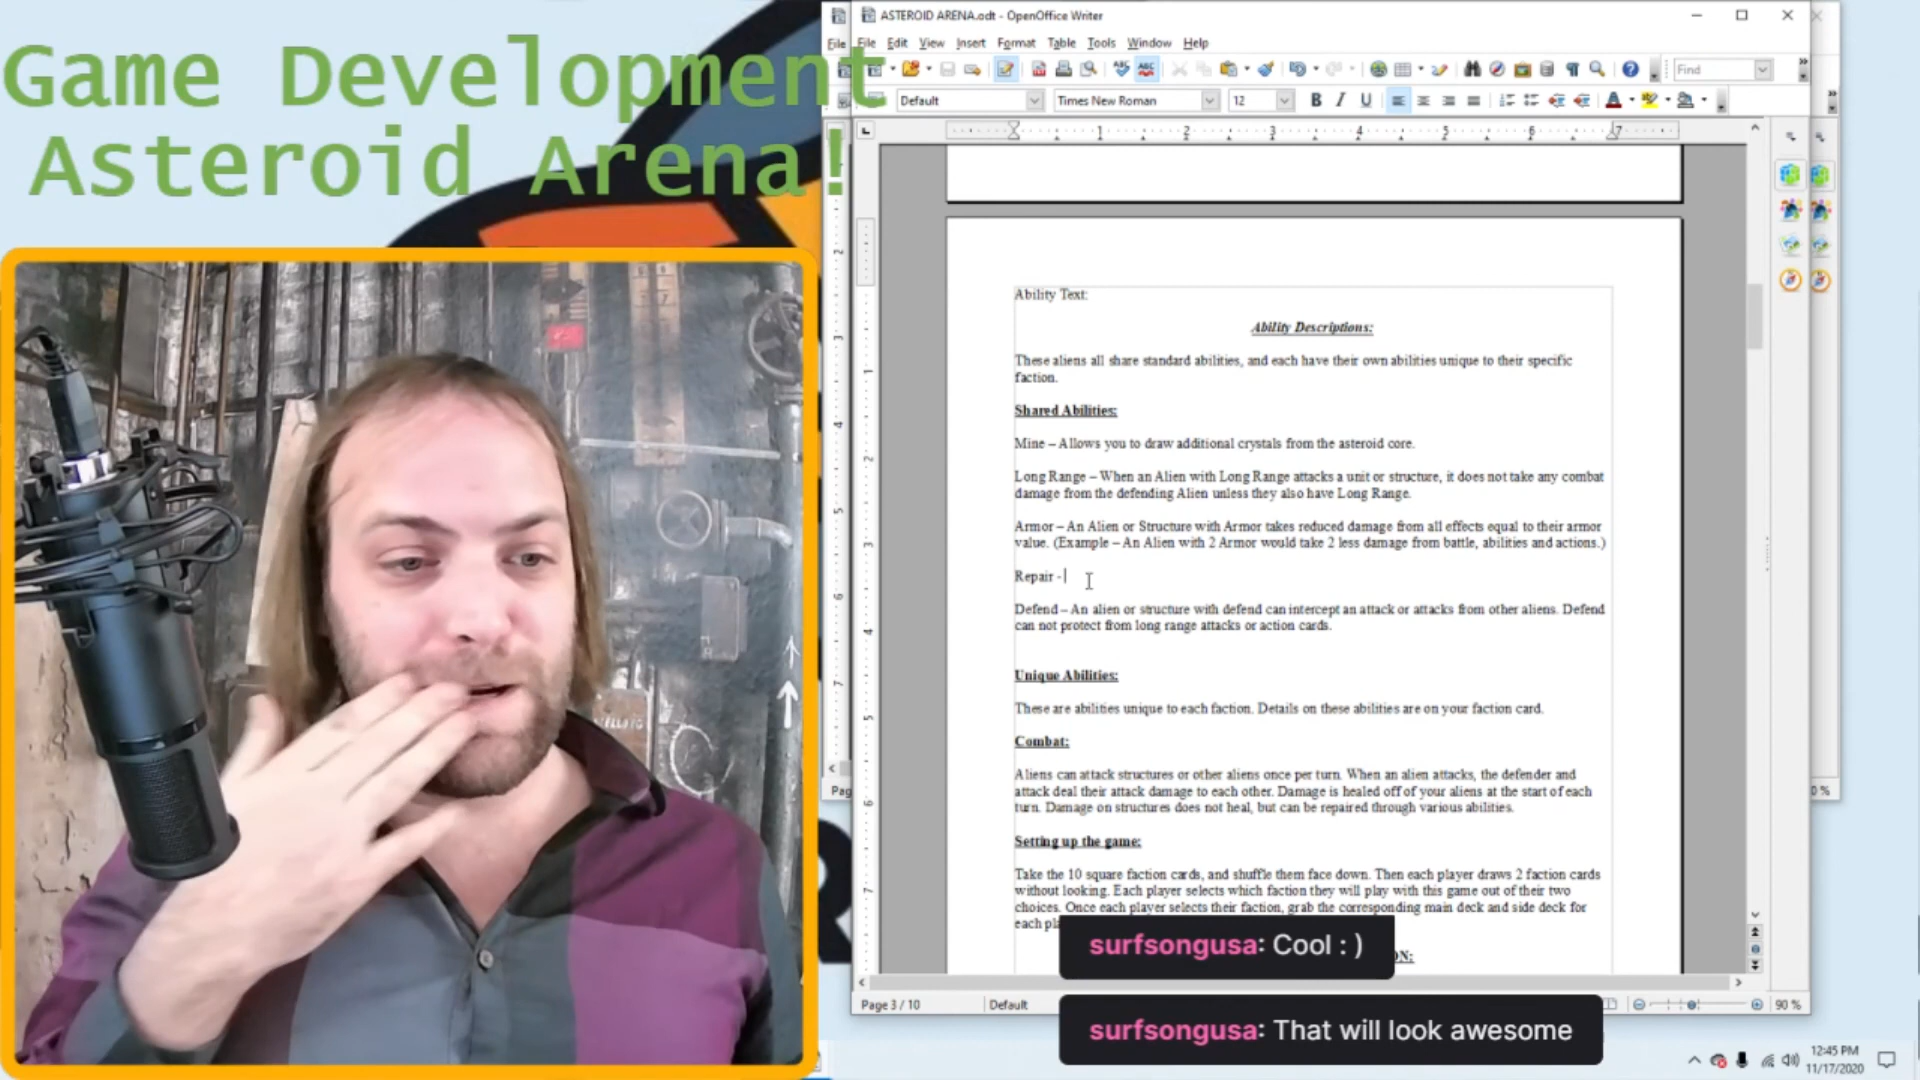 Game Development
Asteroid Arena!
ASTEROID ARENA.odt - OpenOffice Writer
File
File Edit View Insert Format Table Tools Window Help
Find
Default
Times New Roman
12
B I U
Ability Text:
Ability Descriptions:
These aliens all share standard abilities, and each have their own abilities unique to their specific
faction.
Shared Abilities:
Mine – Allows you to draw additional crystals from the asteroid core.
Long Range – When an Alien with Long Range attacks a unit or structure, it does not take any combat
damage from the defending Alien unless they also have Long Range.
Armor – An Alien or Structure with Armor takes reduced damage from all effects equal to their armor
value. (Example – An Alien with 2 Armor would take 2 less damage from battle, abilities and actions.)
Repair -
Defend – An alien or structure with defend can intercept an attack or attacks from other aliens. Defend
can not protect from long range attacks or action cards.
Unique Abilities:
These are abilities unique to each faction. Details on these abilities are on your faction card.
Combat:
Aliens can attack structures or other aliens once per turn. When an alien attacks, the defender and
attack deal their attack damage to each other. Damage is healed off of your aliens at the start of each
turn. Damage on structures does not heal, but can be repaired through various abilities.
Setting up the game:
Take the 10 square faction cards, and shuffle them face down. Then each player draws 2 faction cards
without looking. Each player selects which faction they will play with this game out of their two
choices. Once each player selects their faction, grab the corresponding main deck and side deck for
each pl
ON:
surfsongusa: Cool : )
surfsongusa: That will look awesome
Pag
0 %
Page 3 / 10
Default
90 %
12:45 PM
11/17/2020